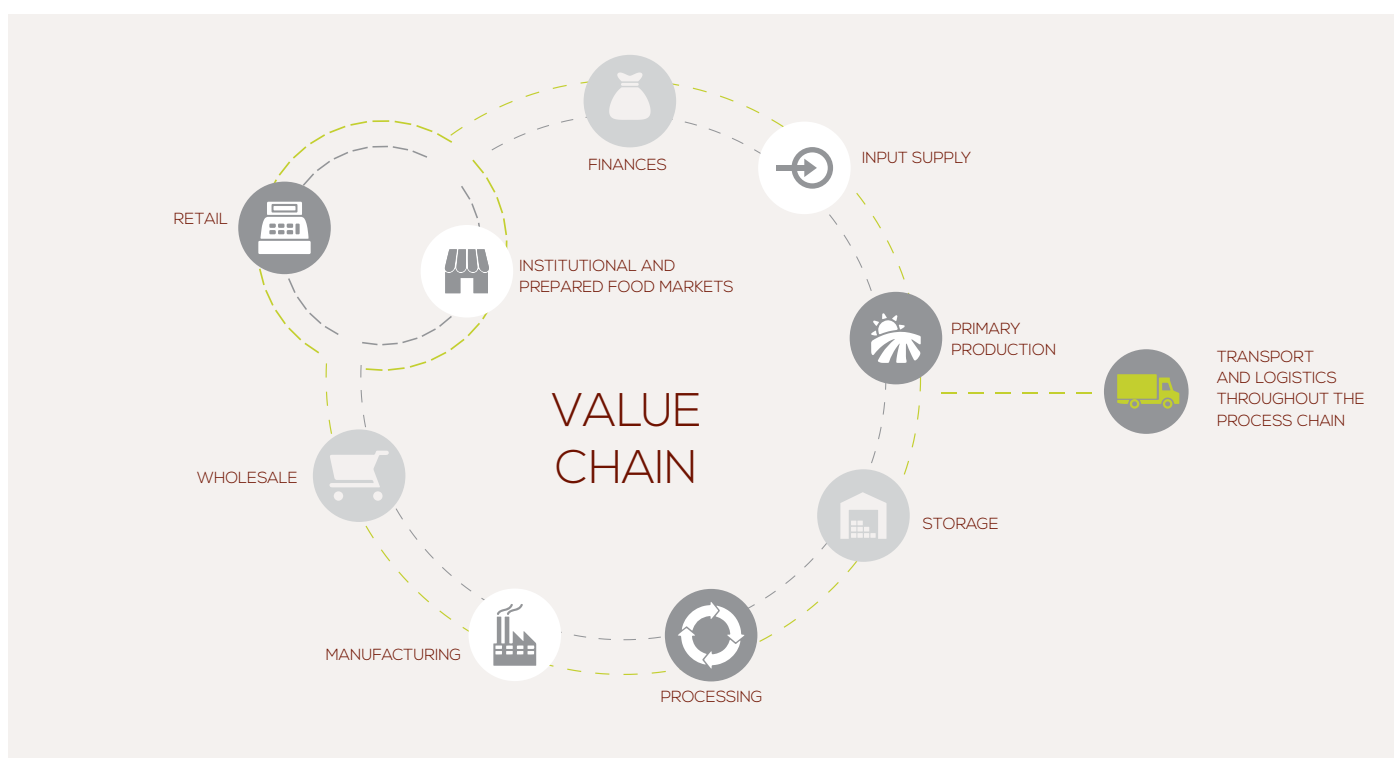 FINANCES
INPUT SUPPLY
RETAIL
INSTITUTIONAL AND
PREPARED FOOD MARKETS
PRIMARY
PRODUCTION
TRANSPORT
AND LOGISTICS
THROUGHOUT THE
PROCESS CHAIN
VALUE
CHAIN
WHOLESALE
STORAGE
MANUFACTURING
PROCESSING